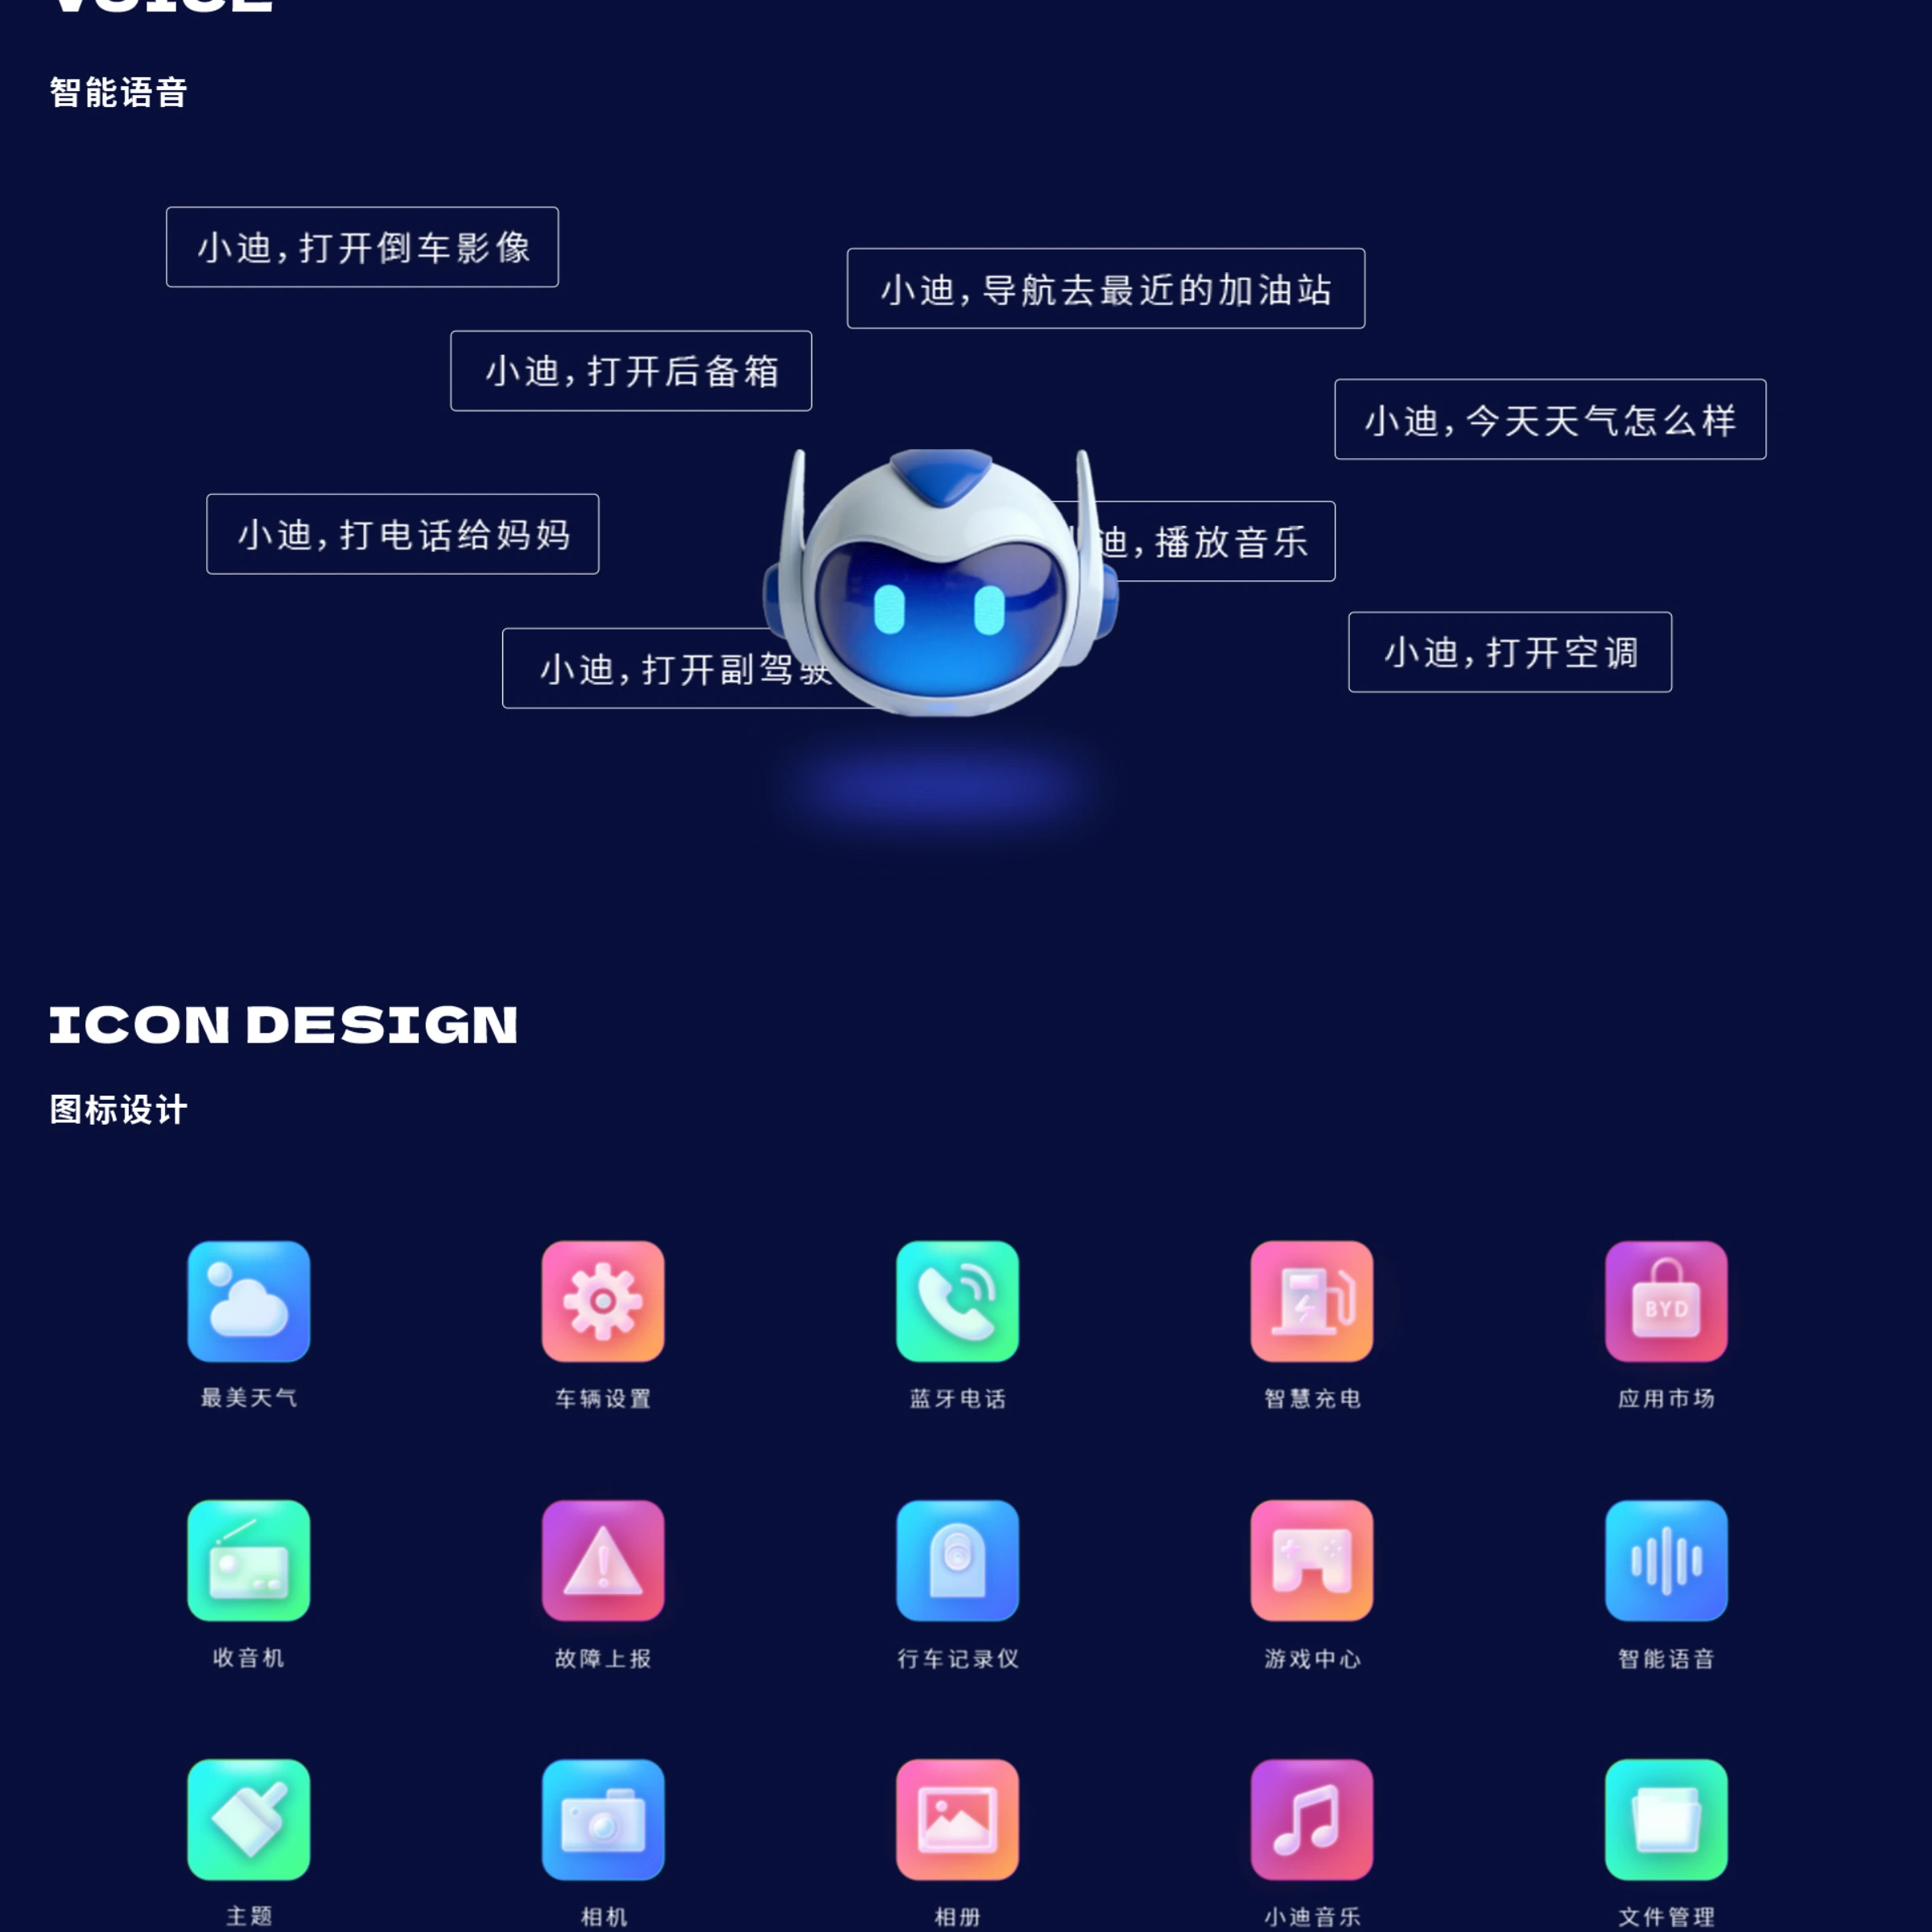 VOICE
智能语音
小迪，打开倒车影像
小迪，导航去最近的加油站
小迪，打开后备箱
小迪，今天天气怎么样
小迪，打电话给妈妈
迪，播放音乐
小迪，打开空调
小迪，打开副驾驶
ICON DESIGN
图标设计
BYD
最美天气
车辆设置
蓝牙电话
智慧充电
应用市场
收音机
故障上报
行车记录仪
游戏中心
智能语音
主题
相机
相册
小迪音乐
文件管理